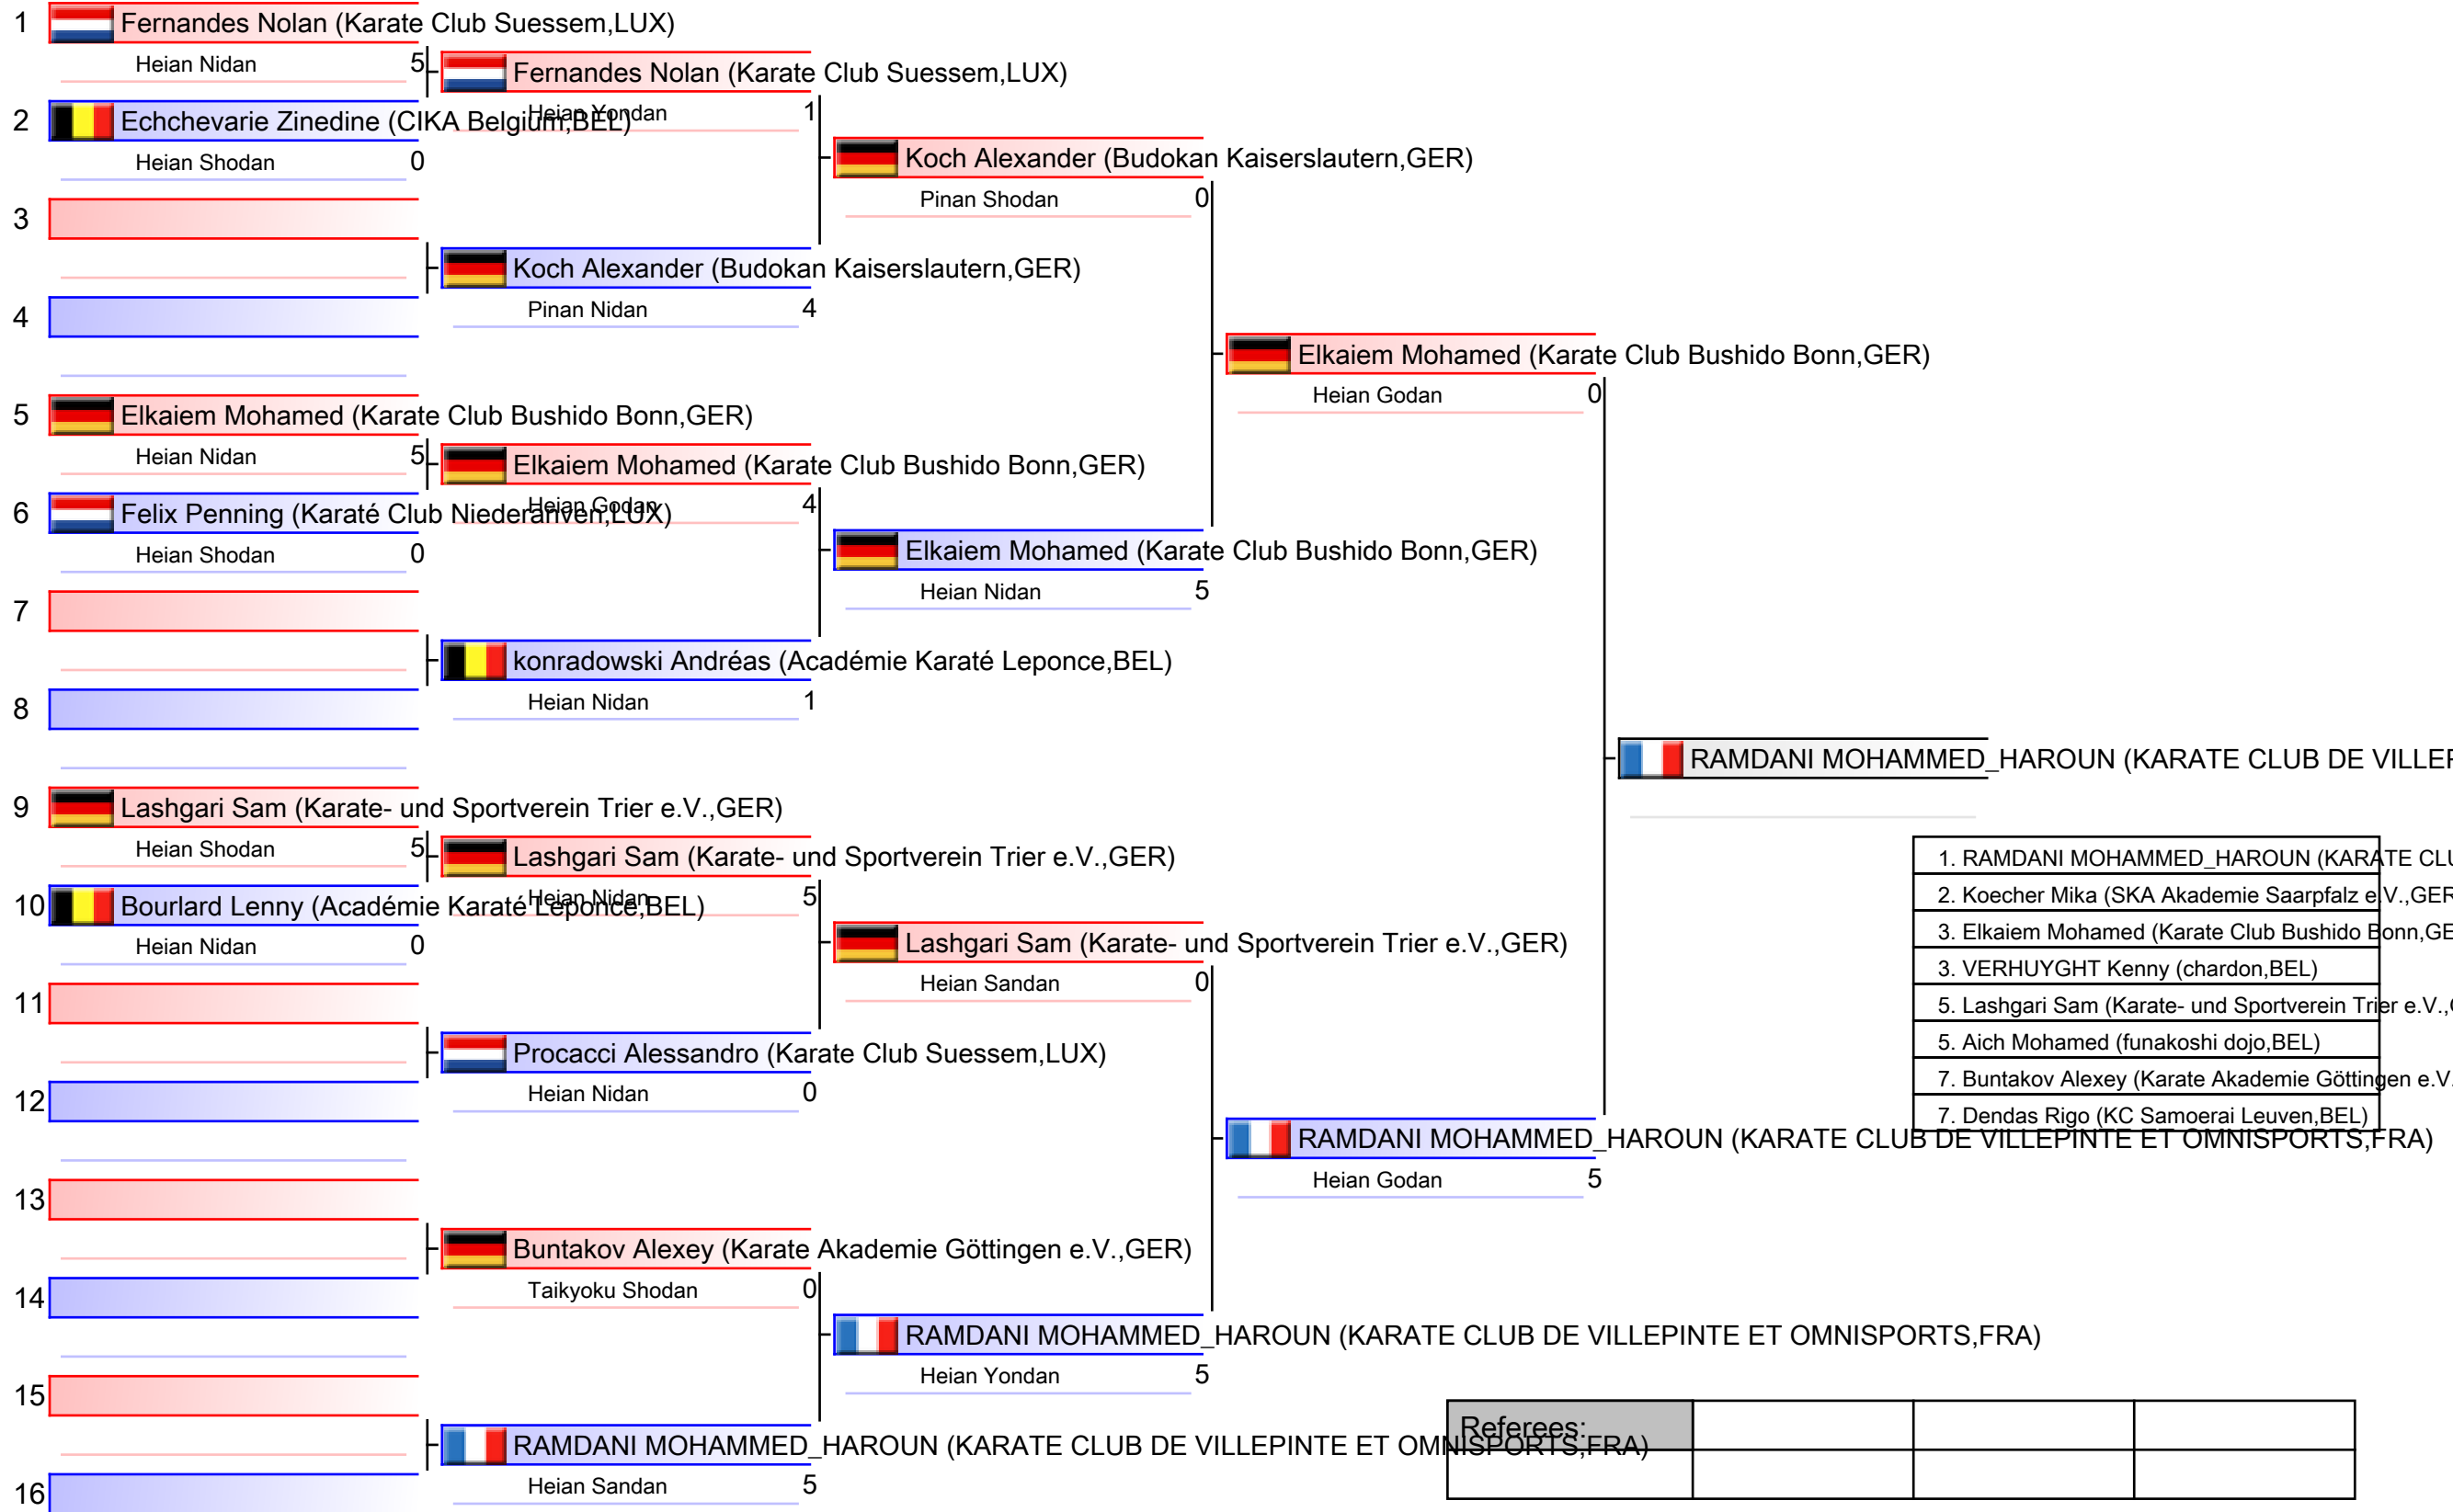 1 Fernandes Nolan (Karate Club Suessem,LUX)
Heian Nidan 5
2 Echchevarie Zinedine (CIKA Belgium,BEL)
Heian Shodan 0
3
4
5 Elkaiem Mohamed (Karate Club Bushido Bonn,GER)
Heian Nidan 5
6 Felix Penning (Karaté Club Niederanven,LUX)
Heian Shodan 0
7
8
9 Lashgari Sam (Karate- und Sportverein Trier e.V.,GER)
Heian Shodan 5
10 Bourlard Lenny (Académie Karaté Leponce,BEL)
Heian Nidan 0
11
12
13
14
15
16
Fernandes Nolan (Karate Club Suessem,LUX)
Heian Yondan 1
Koch Alexander (Budokan Kaiserslautern,GER)
Pinan Nidan 4
Elkaiem Mohamed (Karate Club Bushido Bonn,GER)
Heian Godan 4
konradowski Andréas (Académie Karaté Leponce,BEL)
Heian Nidan 1
Lashgari Sam (Karate- und Sportverein Trier e.V.,GER)
Heian Nidan 5
Procacci Alessandro (Karate Club Suessem,LUX)
Heian Nidan 0
Buntakov Alexey (Karate Akademie Göttingen e.V.,GER)
Taikyoku Shodan 0
RAMDANI MOHAMMED_HAROUN (KARATE CLUB DE VILLEPINTE ET OMNISPORTS,FRA)
Heian Sandan 5
Koch Alexander (Budokan Kaiserslautern,GER)
Pinan Shodan 0
Elkaiem Mohamed (Karate Club Bushido Bonn,GER)
Heian Nidan 5
Lashgari Sam (Karate- und Sportverein Trier e.V.,GER)
Heian Sandan 0
RAMDANI MOHAMMED_HAROUN (KARATE CLUB DE VILLEPINTE ET OMNISPORTS,FRA)
Heian Yondan 5
Elkaiem Mohamed (Karate Club Bushido Bonn,GER)
Heian Godan 0
RAMDANI MOHAMMED_HAROUN (KARATE CLUB DE VILLEPINTE ET OMNISPORTS,FRA)
Heian Godan 5
RAMDANI MOHAMMED_HAROUN (KARATE CLUB DE
1. RAMDANI MOHAMMED_HAROUN (KARATE
2. Koecher Mika (SKA Akademie Saarpfalz e.V.,GER
3. Elkaiem Mohamed (Karate Club Bushido Bonn,GE
3. VERHUYGHT Kenny (chardon,BEL)
5. Lashgari Sam (Karate- und Sportverein Trier e.V.,
5. Aich Mohamed (funakoshi dojo,BEL)
7. Buntakov Alexey (Karate Akademie Göttingen e.V.
7. Dendas Rigo (KC Samoerai Leuven,BEL)
Referees: